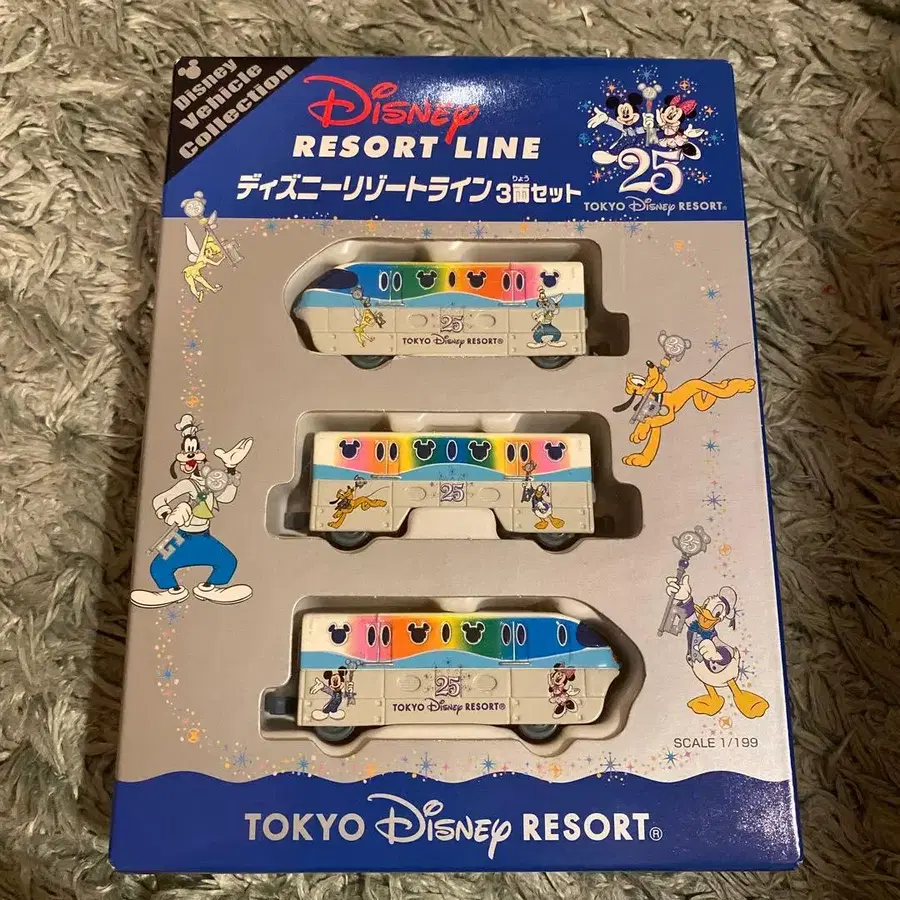 Disney
Vehicle
Collection
Disney
RESORT LINE
りょう
ディズニーリゾートライン3両セット
25
TOKYO Disney RESORT®
25
TOKYO Disney RESORT®
25
25
TOKYO Disney RESORT®
25
25
SCALE 1/199
TOKYO Disney RESORT®